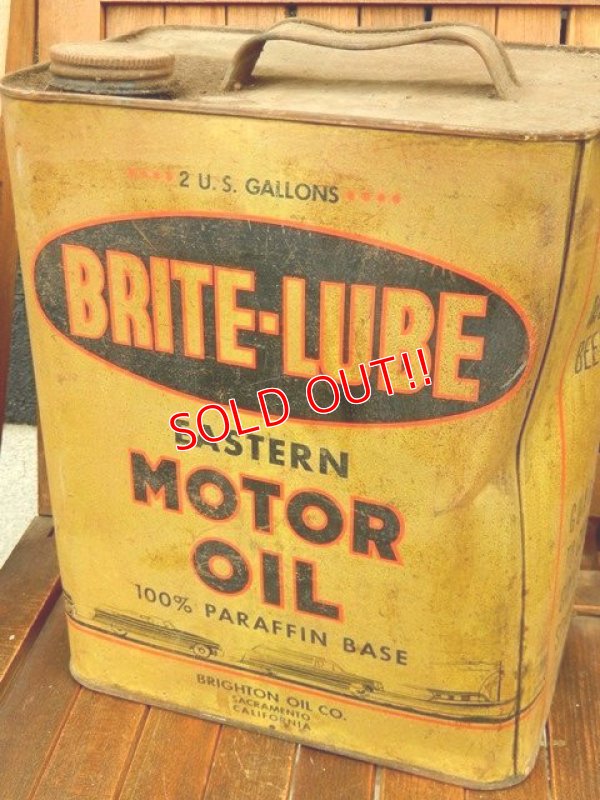 2 U.S. GALLONS
BRITE-LUBE
SOLD OUT!!
EASTERN
MOTOR
OIL
100% PARAFFIN BASE
BRIGHTON OIL CO.
SACRAMENTO
CALIFORNIA